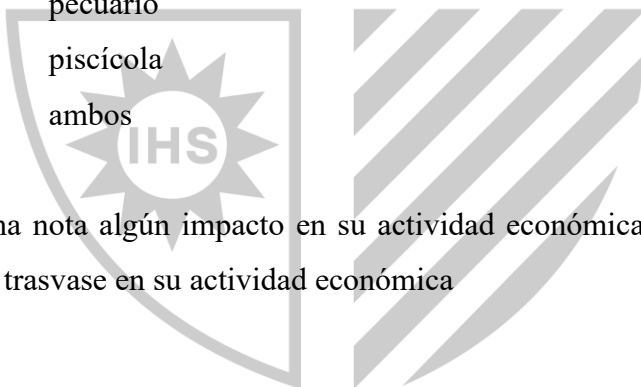 pecuario
piscícola
ambos
IHS
na nota algún impacto en su actividad económica
trasvase en su actividad económica